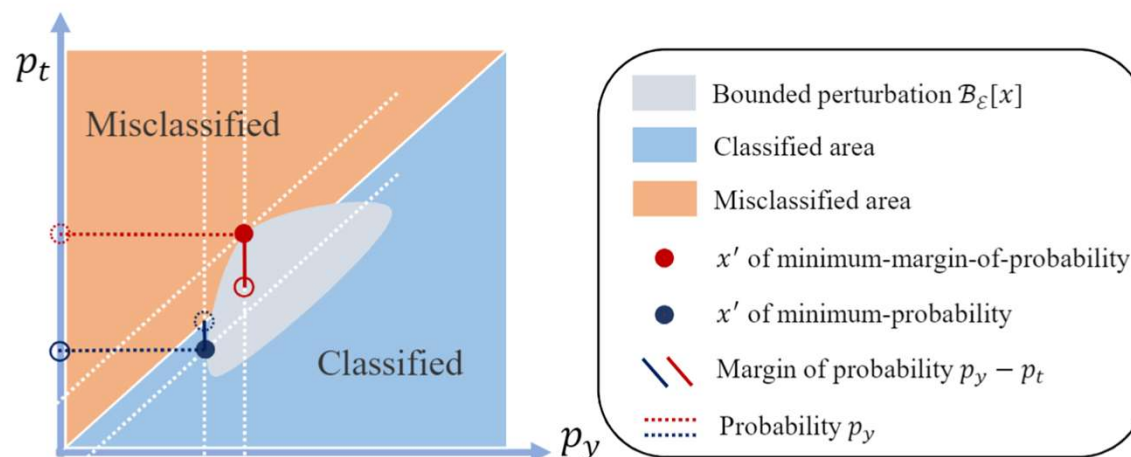 p_t
Misclassified
Classified
p_y
Bounded perturbation ℬ_ℰ[x]
Classified area
Misclassified area
x′ of minimum-margin-of-probability
x′ of minimum-probability
Margin of probability p_y − p_t
Probability p_y